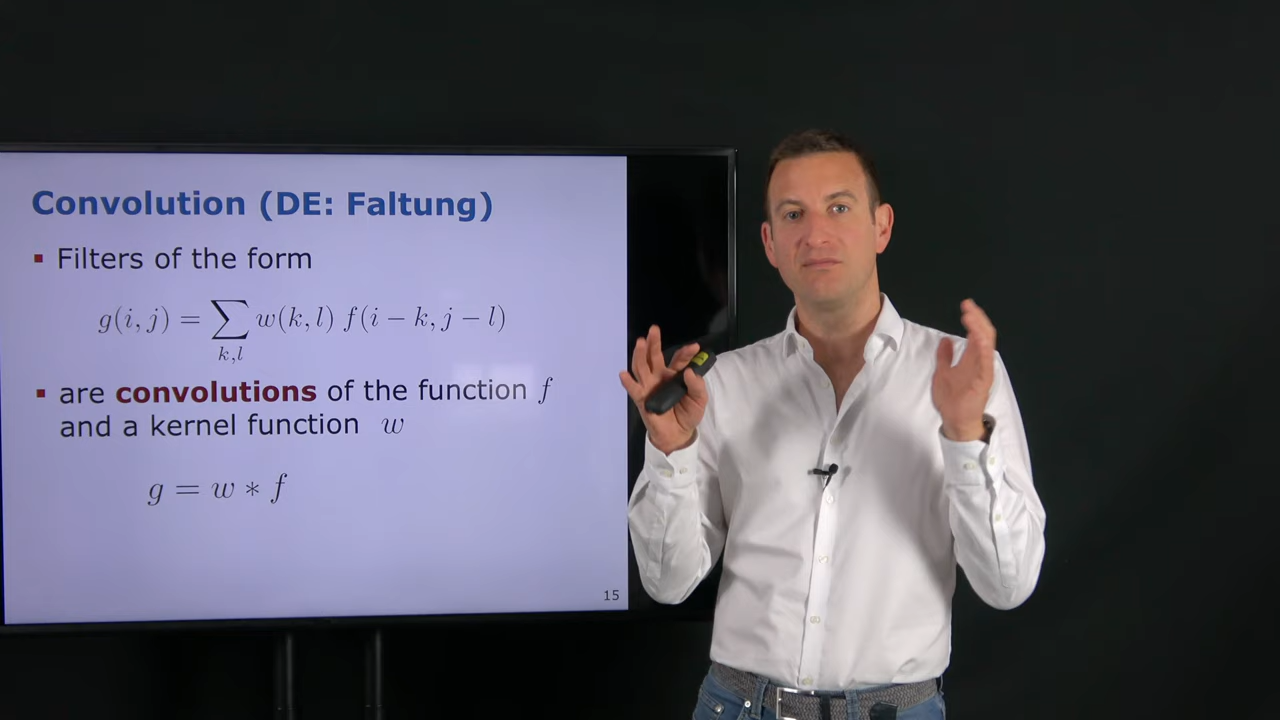 Convolution (DE: Faltung)
Filters of the form
g(i, j) = ∑ w(k, l) f(i − k, j − l)
k,l
are convolutions of the function f
and a kernel function w
g = w ∗ f
15